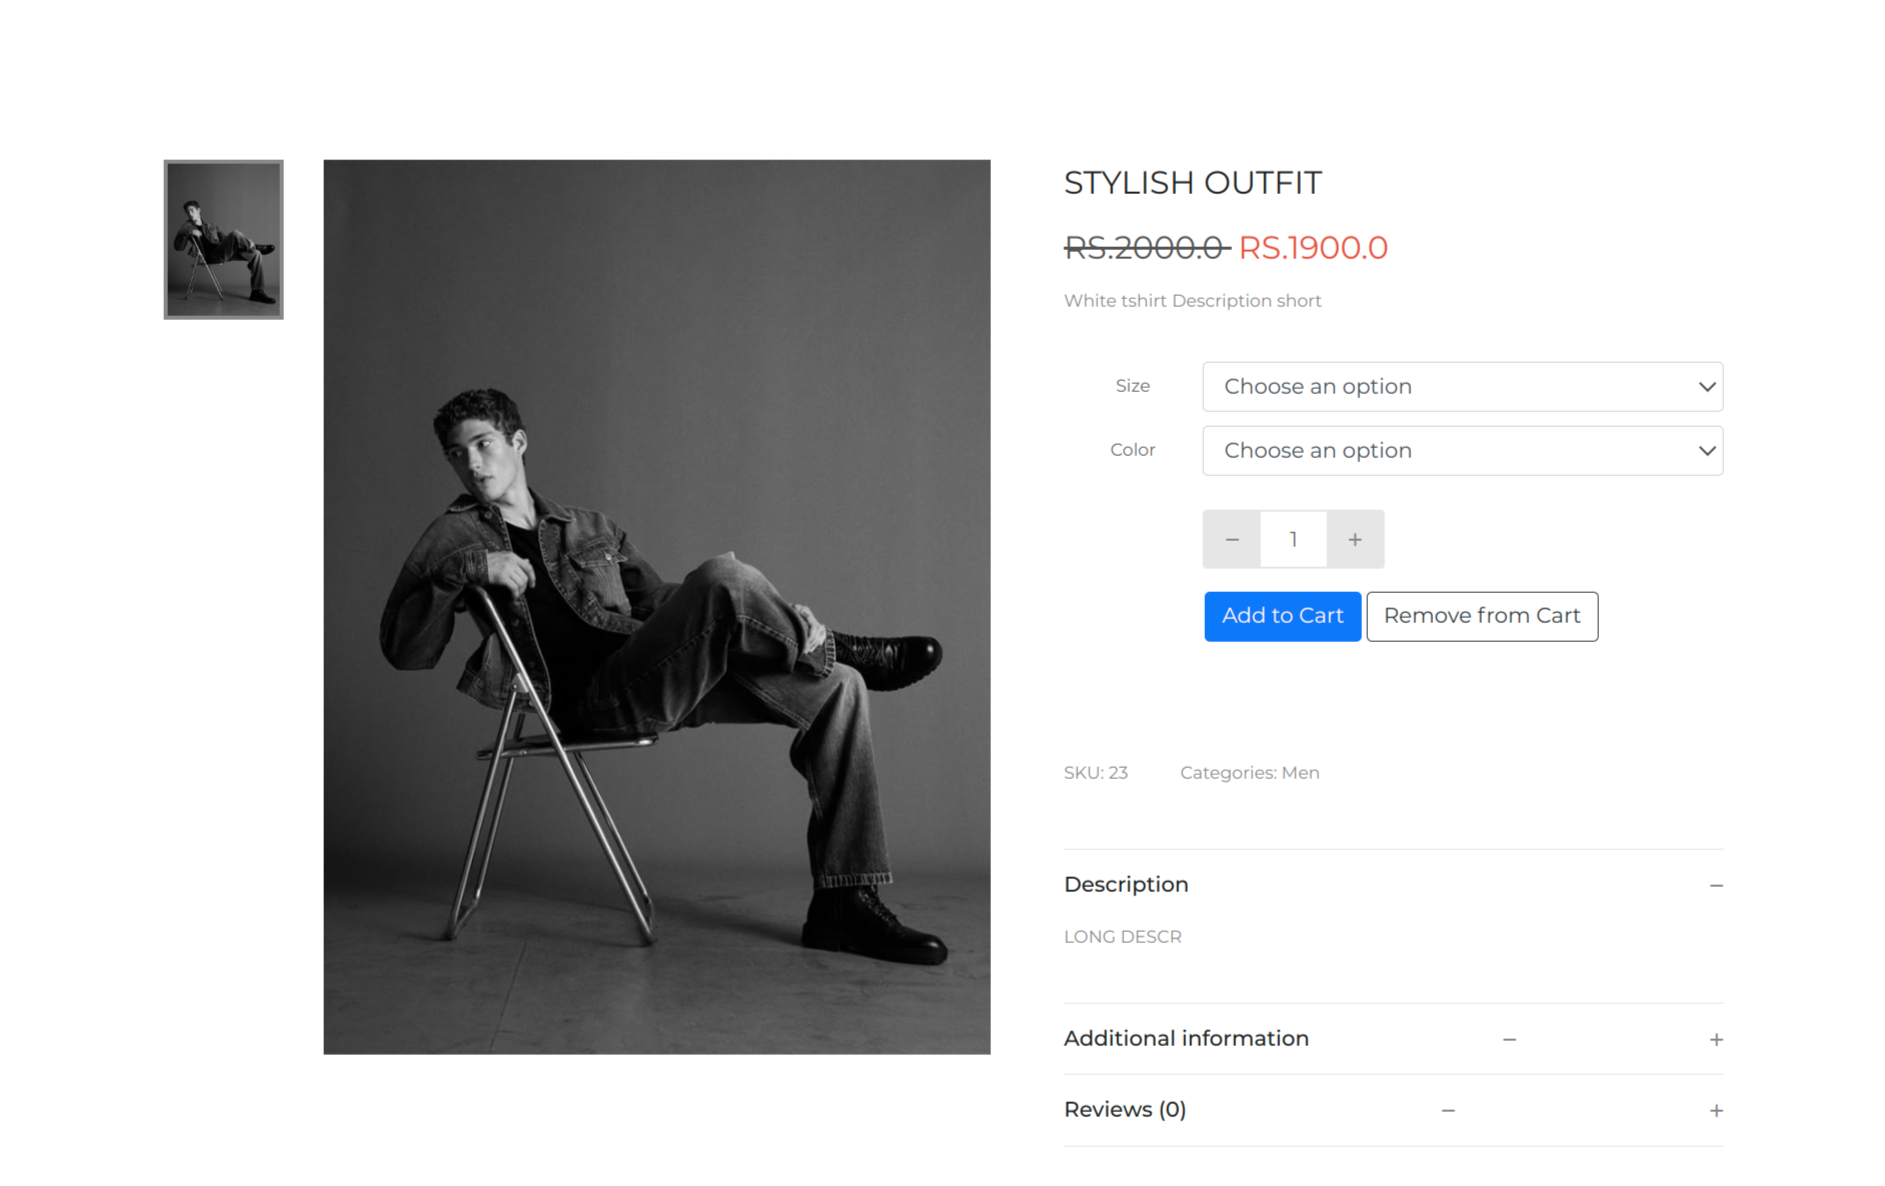 STYLISH OUTFIT
RS.2000.0 RS.1900.0
White tshirt Description short
Size Choose an option
Color Choose an option
− 1 +
Add to Cart Remove from Cart
SKU: 23 Categories: Men
Description −
LONG DESCR
Additional information − +
Reviews (0) − +